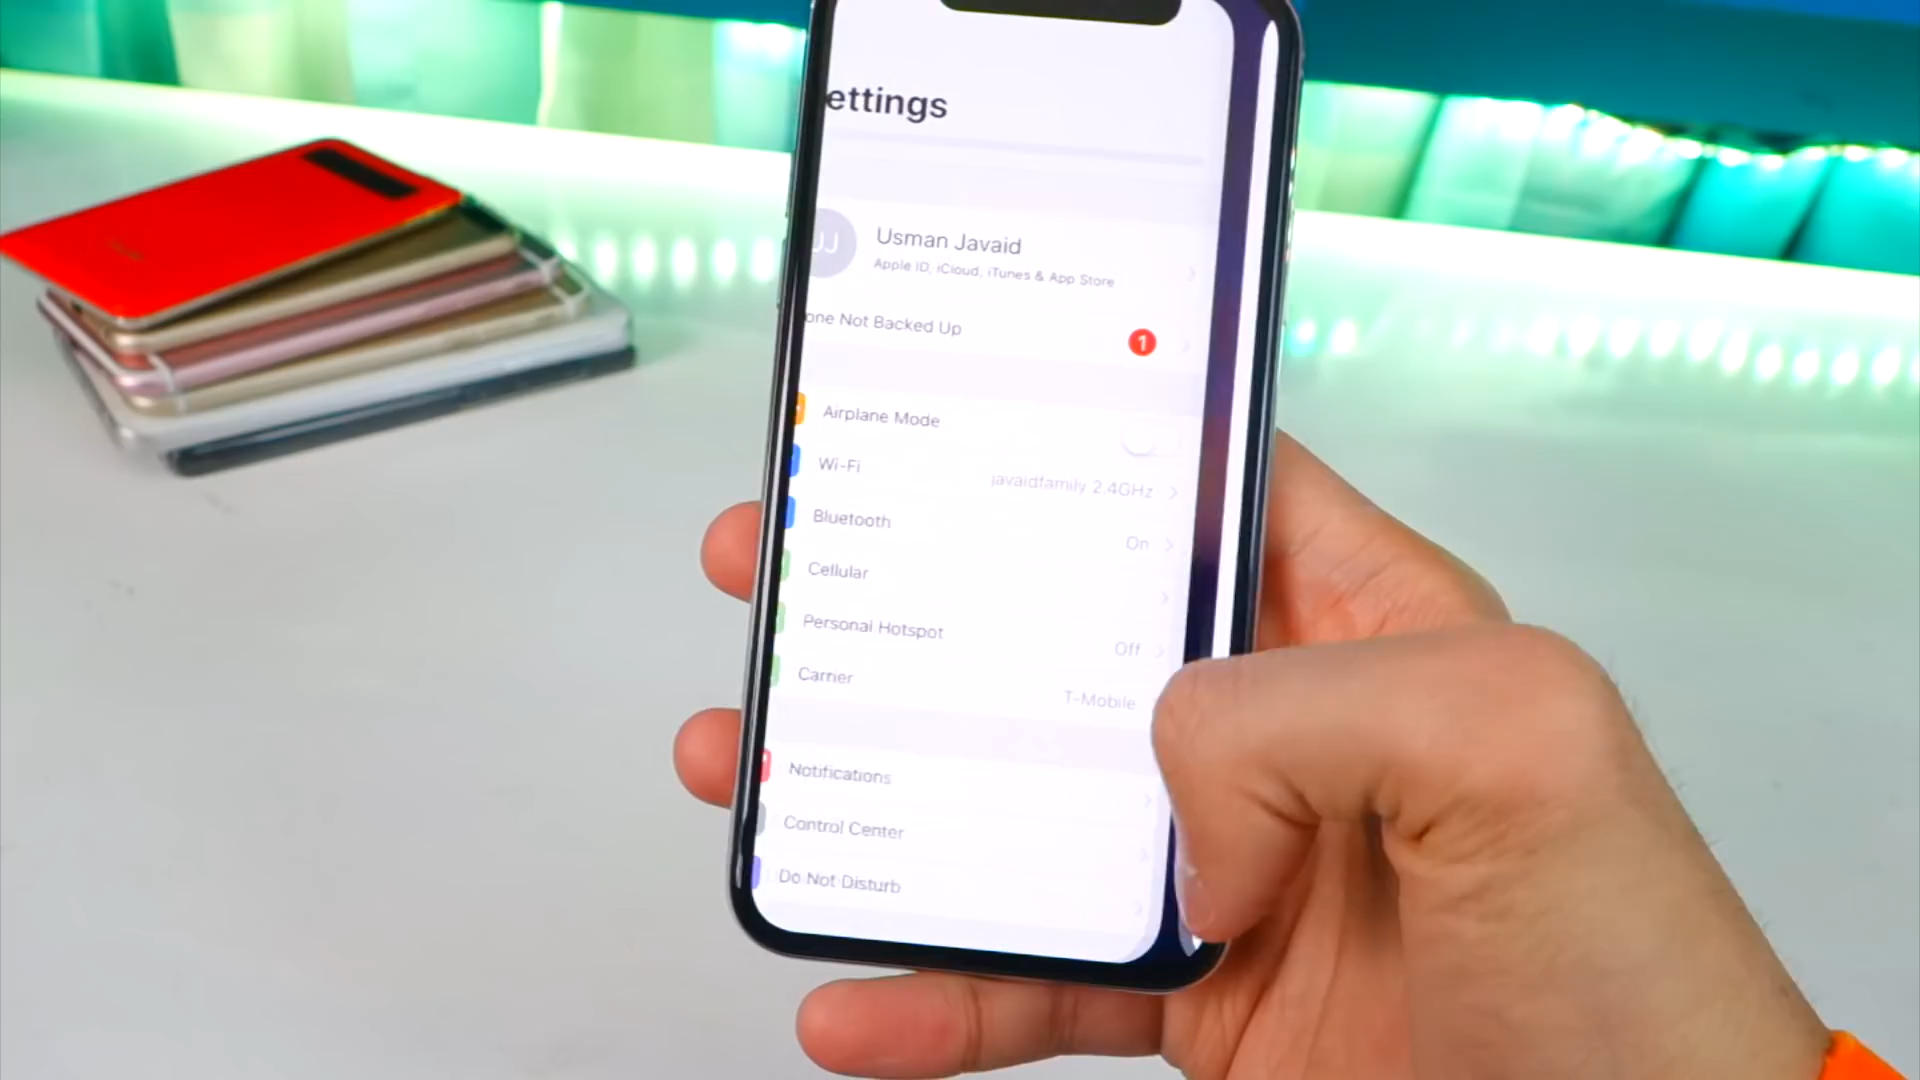 ettings
JJ
Usman Javaid
Apple ID, iCloud, iTunes & App Store
one Not Backed Up 1
Airplane Mode
Wi-Fi javaidfamily 2.4GHz
Bluetooth On
Cellular
Personal Hotspot Off
Carrier T-Mobile
Notifications
Control Center
Do Not Disturb